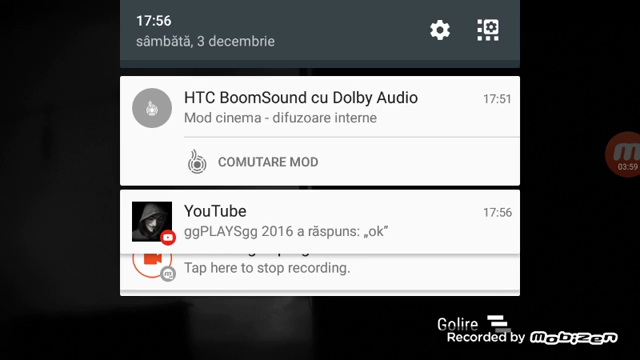 17:56
sâmbătă, 3 decembrie
HTC BoomSound cu Dolby Audio 17:51
Mod cinema - difuzoare interne
COMUTARE MOD
YouTube 17:56
ggPLAYSgg 2016 a răspuns: „ok”
Tap here to stop recording.
03:59
Golire
Recorded by mobizen